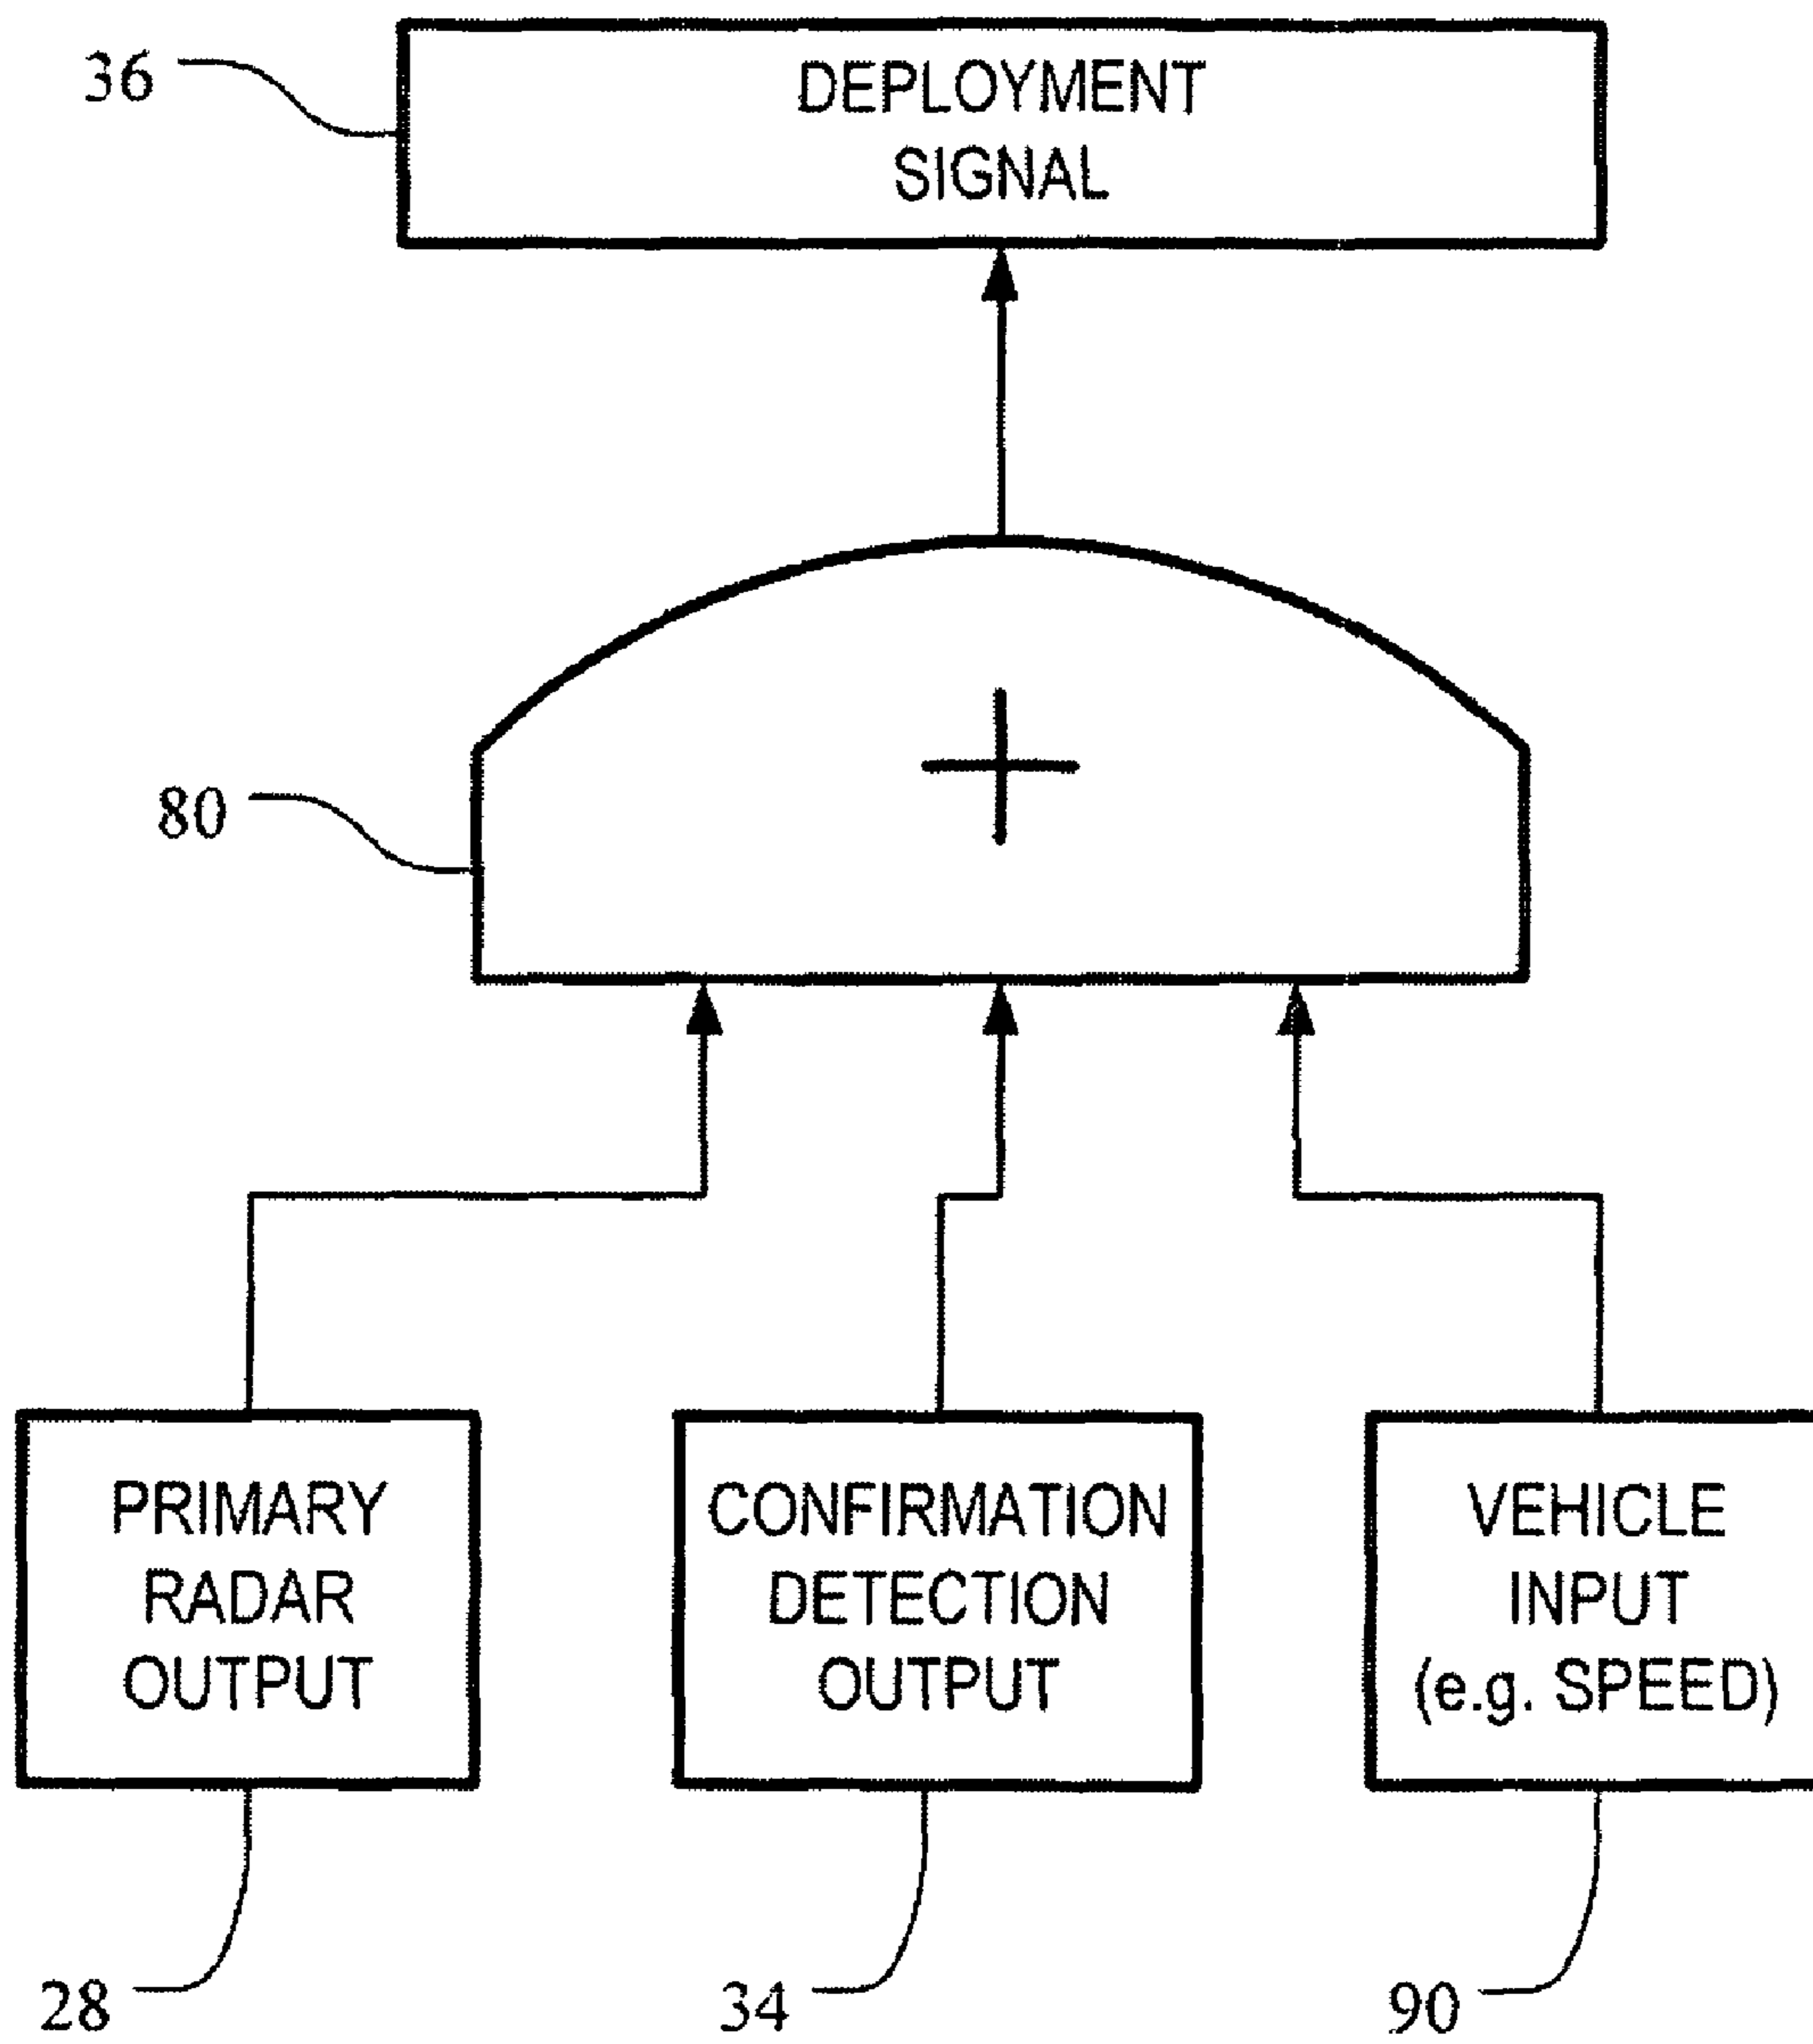 36
DEPLOYMENT
SIGNAL
80
+
PRIMARY
RADAR
OUTPUT
CONFIRMATION
DETECTION
OUTPUT
VEHICLE
INPUT
(e.g. SPEED)
28
34
90